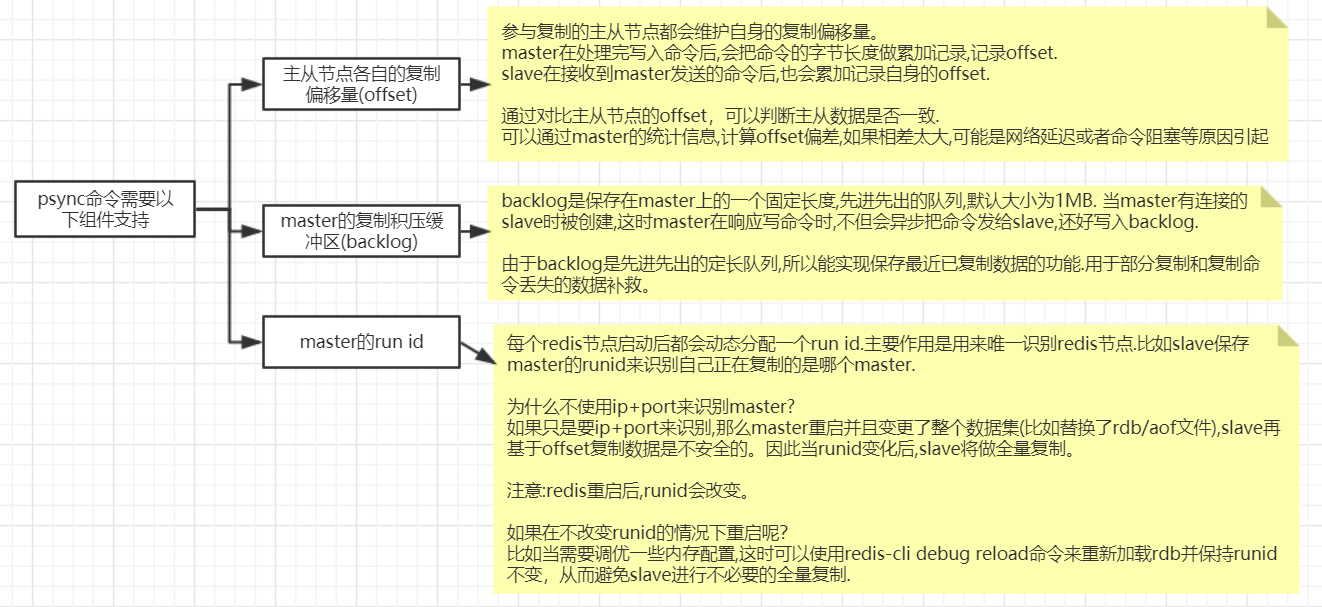 psync命令需要以
下组件支持
主从节点各自的复制
偏移量(offset)
参与复制的主从节点都会维护自身的复制偏移量。
master在处理完写入命令后,会把命令的字节长度做累加记录,记录offset.
slave在接收到master发送的命令后,也会累加记录自身的offset.
通过对比主从节点的offset，可以判断主从数据是否一致.
可以通过master的统计信息,计算offset偏差,如果相差太大,可能是网络延迟或者命令阻塞等原因引起
master的复制积压缓
冲区(backlog)
backlog是保存在master上的一个固定长度,先进先出的队列,默认大小为1MB. 当master有连接的
slave时被创建,这时master在响应写命令时,不但会异步把命令发给slave,还好写入backlog.
由于backlog是先进先出的定长队列,所以能实现保存最近已复制数据的功能.用于部分复制和复制命
令丢失的数据补救。
master的run id
每个redis节点启动后都会动态分配一个run id.主要作用是用来唯一识别redis节点.比如slave保存
master的runid来识别自己正在复制的是哪个master.
为什么不使用ip+port来识别master?
如果只是要ip+port来识别,那么master重启并且变更了整个数据集(比如替换了rdb/aof文件),slave再
基于offset复制数据是不安全的。因此当runid变化后,slave将做全量复制。
注意:redis重启后,runid会改变。
如果在不改变runid的情况下重启呢?
比如当需要调优一些内存配置,这时可以使用redis-cli debug reload命令来重新加载rdb并保持runid
不变，从而避免slave进行不必要的全量复制.